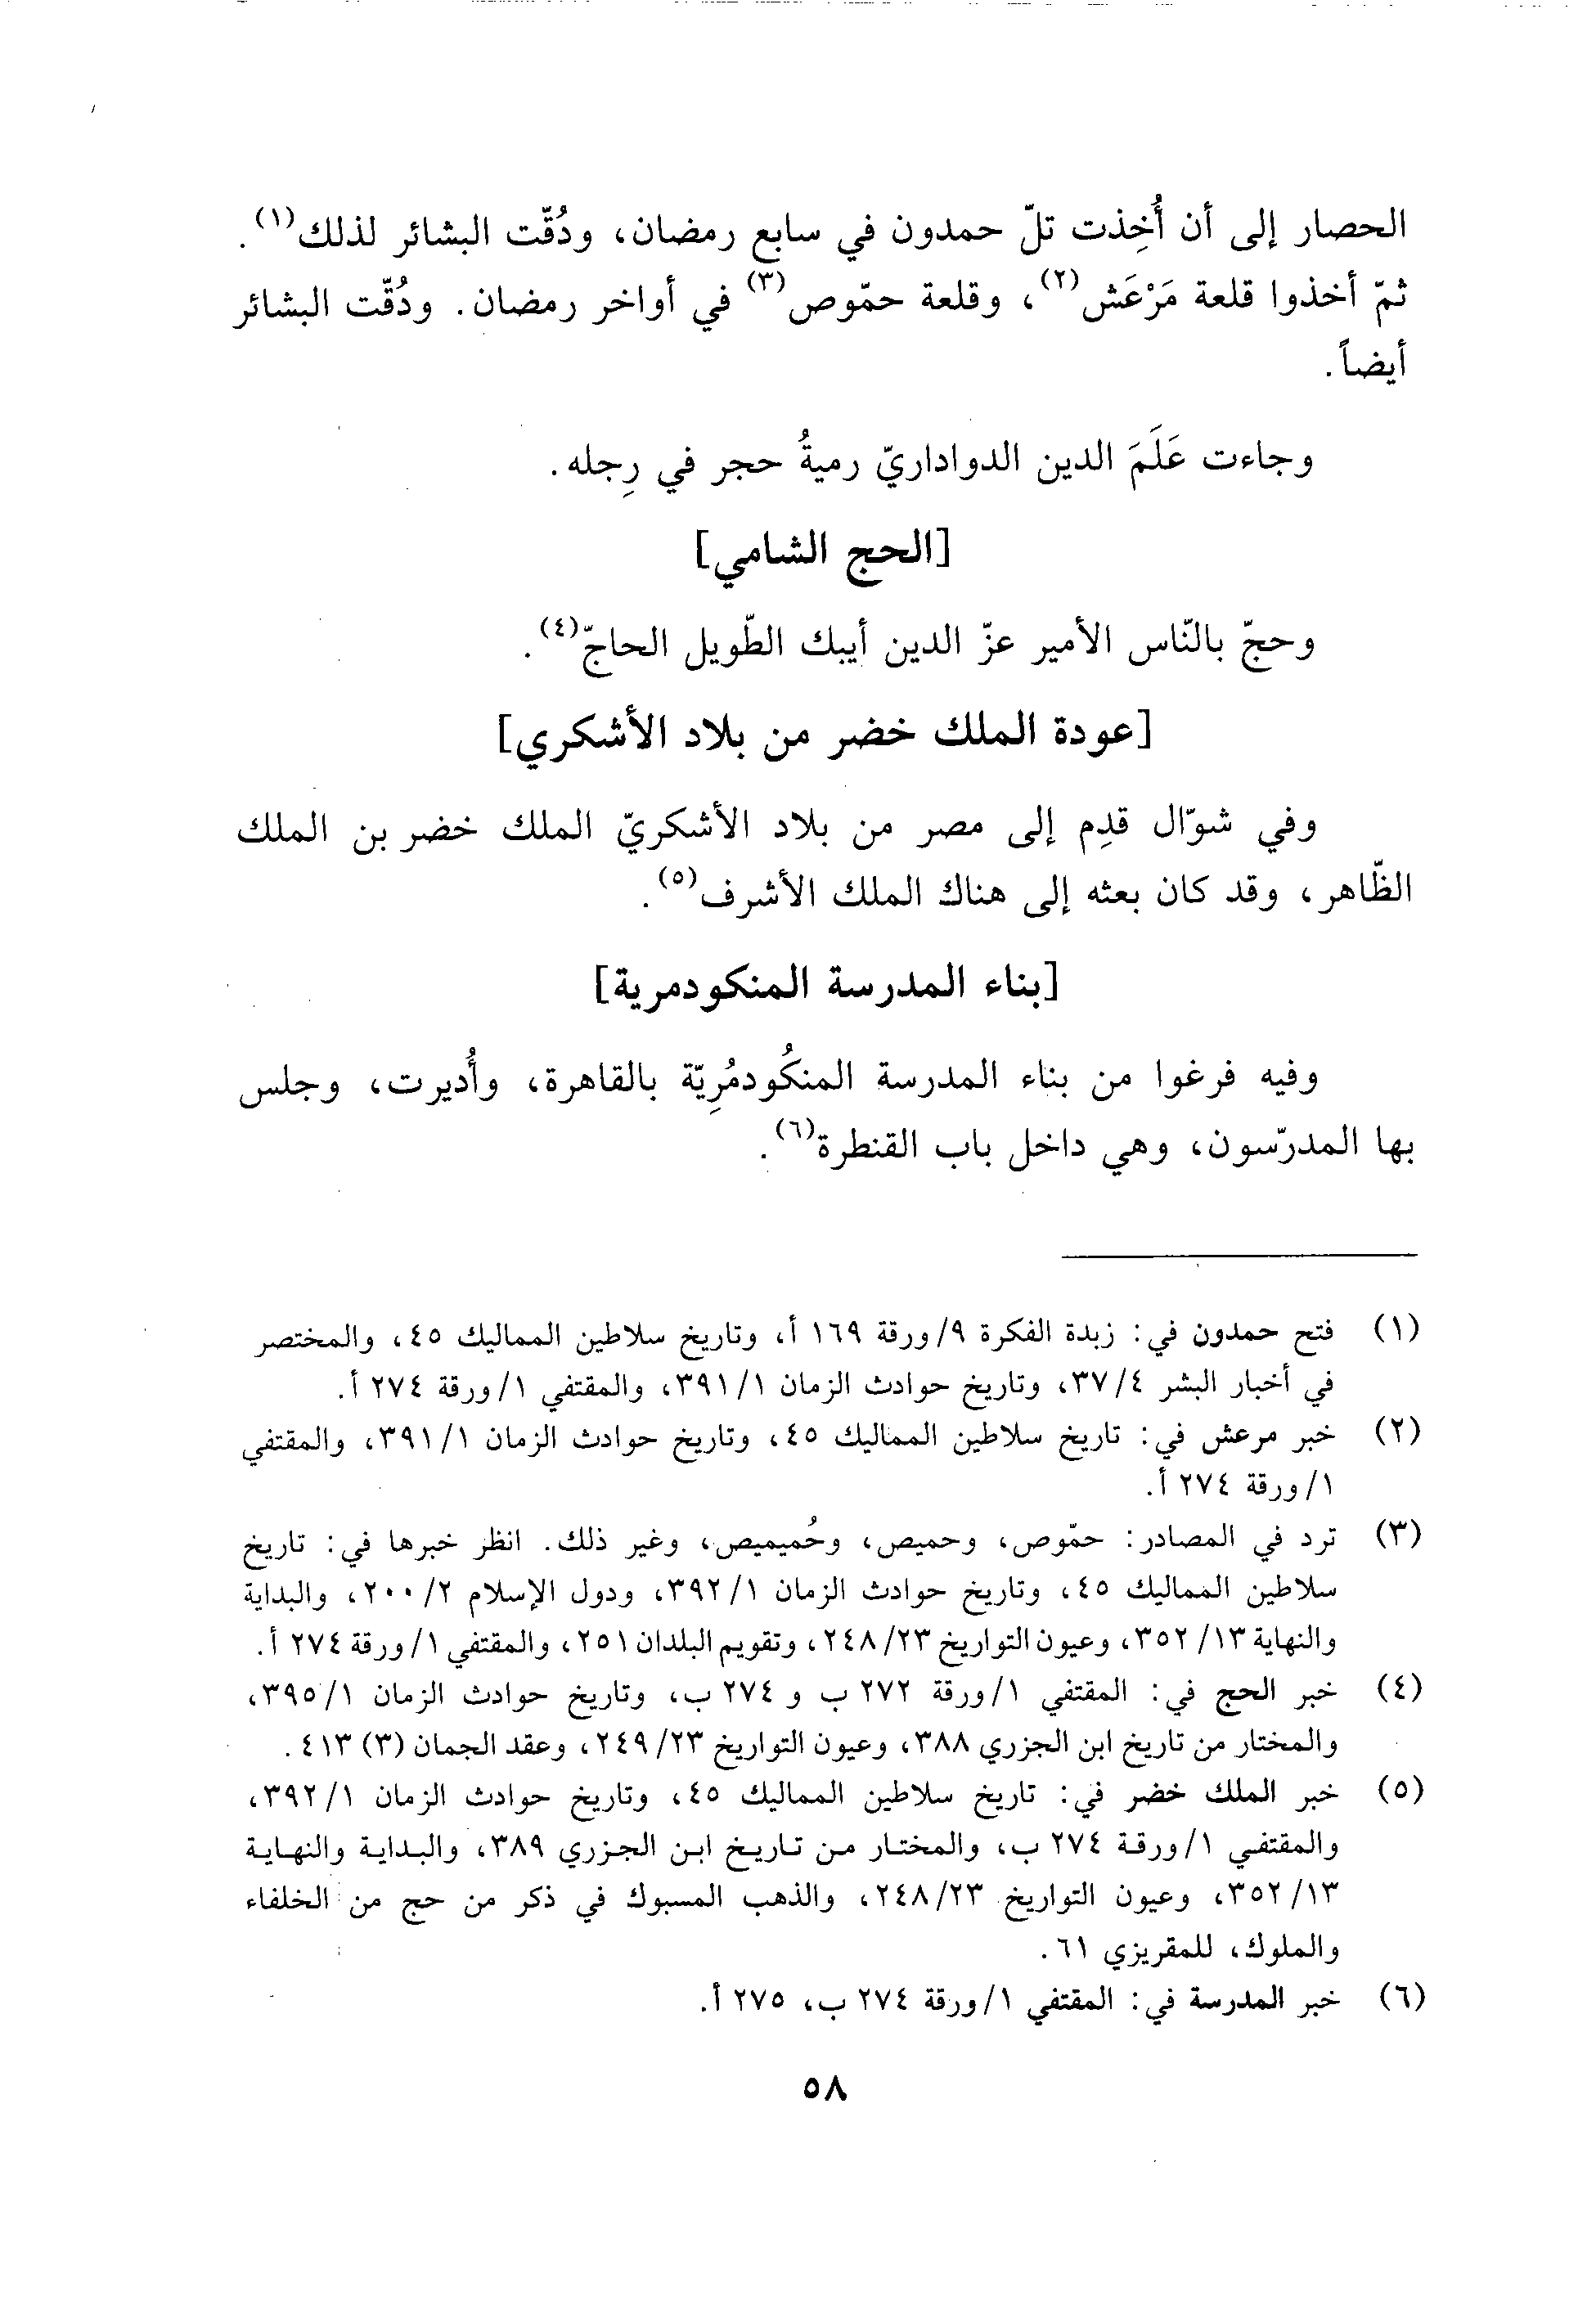 الحصار إلى أن أُخِذت تلّ حمدون في سابع رمضان، ودُقّت البشائر لذلك(١).
ثمّ أخذوا قلعة مَرْعَش(٢)، وقلعة حمّوص(٣) في أواخر رمضان. ودُقّت البشائر
أيضاً.
وجاءت عَلَمَ الدين الدواداريّ رميةُ حجر في رِجله.
[الحج الشامي]
وحجّ بالنّاس الأمير عزّ الدين أيبك الطّويل الحاجّ(٤).
[عودة الملك خضر من بلاد الأشكري]
وفي شوّال قدِم إلى مصر من بلاد الأشكريّ الملك خضر بن الملك
الظّاهر، وقد كان بعثه إلى هناك الملك الأشرف(٥).
[بناء المدرسة المنكودمرية]
وفيه فرغوا من بناء المدرسة المنكُودمُرِيّة بالقاهرة، وأُديرت، وجلس
بها المدرّسون، وهي داخل باب القنطرة(٦).
(١) فتح حمدون في: زبدة الفكرة ٩/ورقة ١٦٩ أ، وتاريخ سلاطين المماليك ٤٥، والمختصر
في أخبار البشر ٣٧/٤، وتاريخ حوادث الزمان ٣٩١/١، والمقتفي ١/ورقة ٢٧٤ أ.
(٢) خبر مرعش في: تاريخ سلاطين المماليك ٤٥، وتاريخ حوادث الزمان ٣٩١/١، والمقتفي
١/ورقة ٢٧٤ أ.
(٣) ترد في المصادر: حمّوص، وحميص، وحُميميص، وغير ذلك. انظر خبرها في: تاريخ
سلاطين المماليك ٤٥، وتاريخ حوادث الزمان ٣٩٢/١، ودول الإسلام ٢٠٠/٢، والبداية
والنهاية ٣٥٢/١٣، وعيون التواريخ ٢٤٨/٢٣، وتقويم البلدان ٢٥١، والمقتفي ١/ورقة ٢٧٤ أ.
(٤) خبر الحج في: المقتفي ١/ورقة ٢٧٢ ب و ٢٧٤ ب، وتاريخ حوادث الزمان ٣٩٥/١،
والمختار من تاريخ ابن الجزري ٣٨٨، وعيون التواريخ ٢٤٩/٢٣، وعقد الجمان (٣) ٤١٣.
(٥) خبر الملك خضر في: تاريخ سلاطين المماليك ٤٥، وتاريخ حوادث الزمان ٣٩٢/١،
والمقتفي ١/ورقة ٢٧٤ ب، والمختار من تاريخ ابن الجزري ٣٨٩، والبداية والنهاية
٣٥٢/١٣، وعيون التواريخ ٢٤٨/٢٣، والذهب المسبوك في ذكر من حج من الخلفاء
والملوك، للمقريزي ٦١.
(٦) خبر المدرسة في: المقتفي ١/ورقة ٢٧٤ ب، ٢٧٥ أ.
٥٨